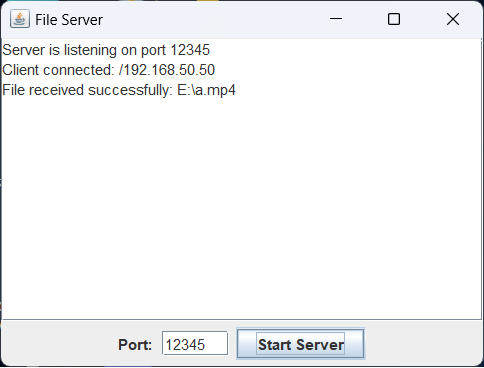 File Server
Server is listening on port 12345
Client connected: /192.168.50.50
File received successfully: E:\a.mp4
Port: 12345 Start Server